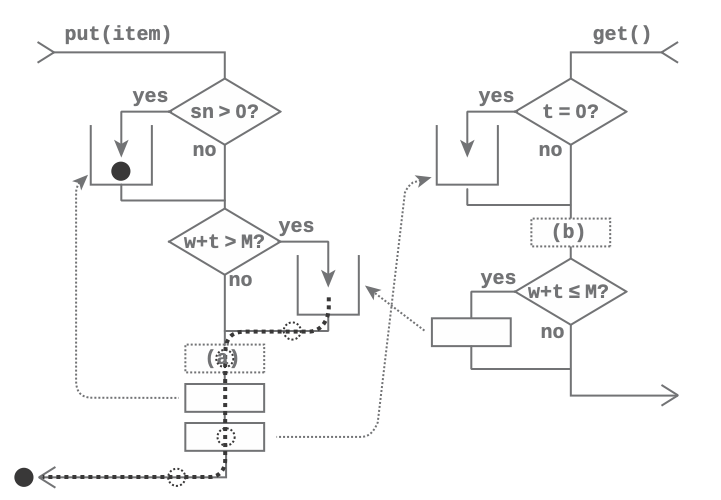 put(item)
get()
yes
sn > 0?
no
yes
t = 0?
no
yes
w+t > M?
no
(b)
yes
w+t ≤ M?
no
(a)